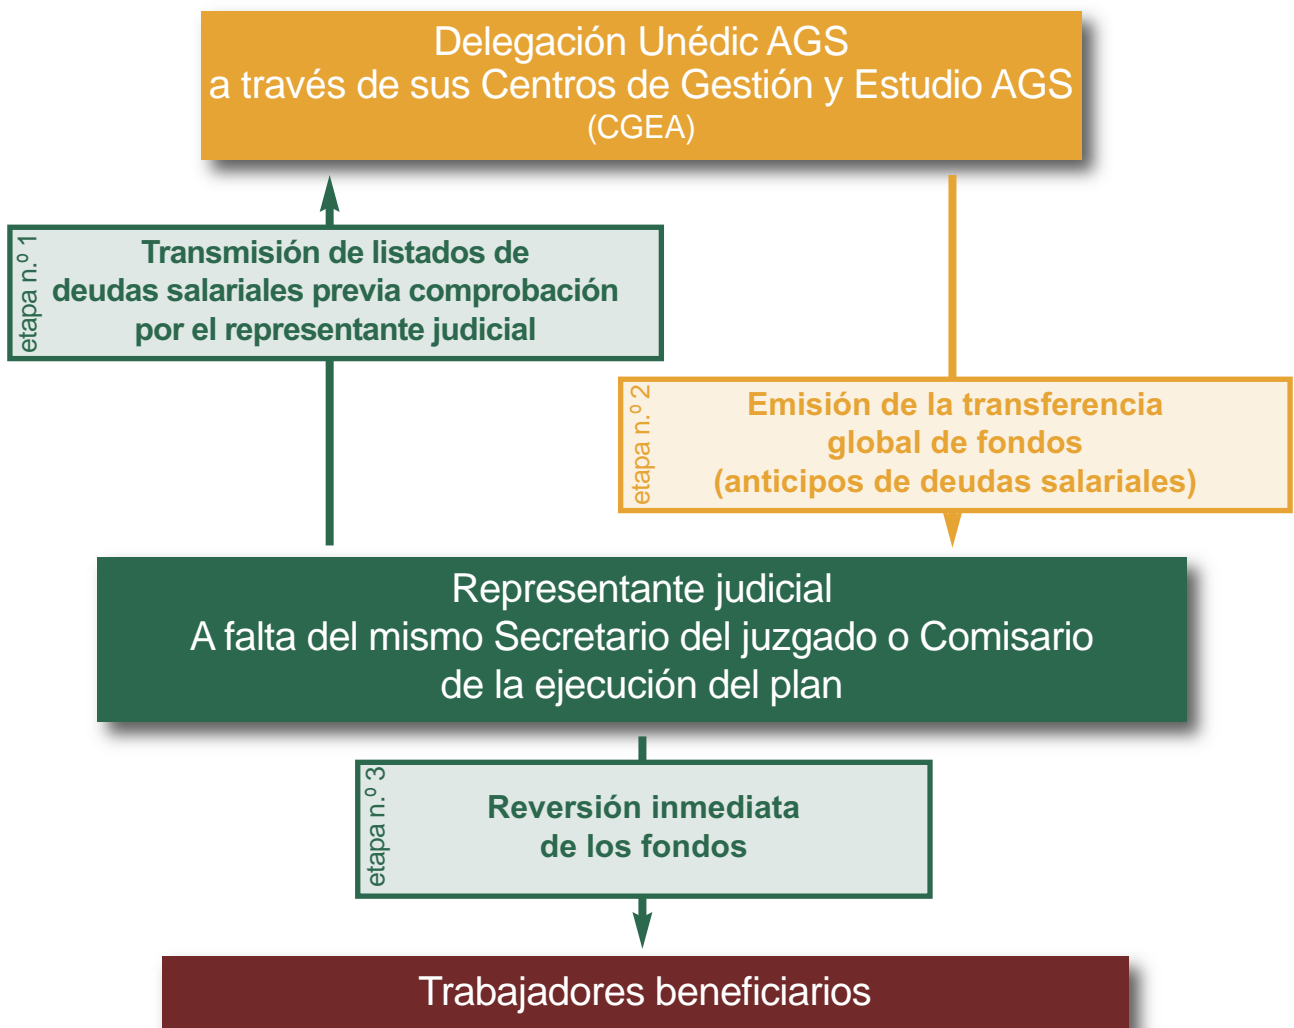 Delegación Unédic AGS
a través de sus Centros de Gestión y Estudio AGS
(CGEA)
etapa n.º 1
Transmisión de listados de
deudas salariales previa comprobación
por el representante judicial
etapa n.º 2
Emisión de la transferencia
global de fondos
(anticipos de deudas salariales)
Representante judicial
A falta del mismo Secretario del juzgado o Comisario
de la ejecución del plan
etapa n.º 3
Reversión inmediata
de los fondos
Trabajadores beneficiarios